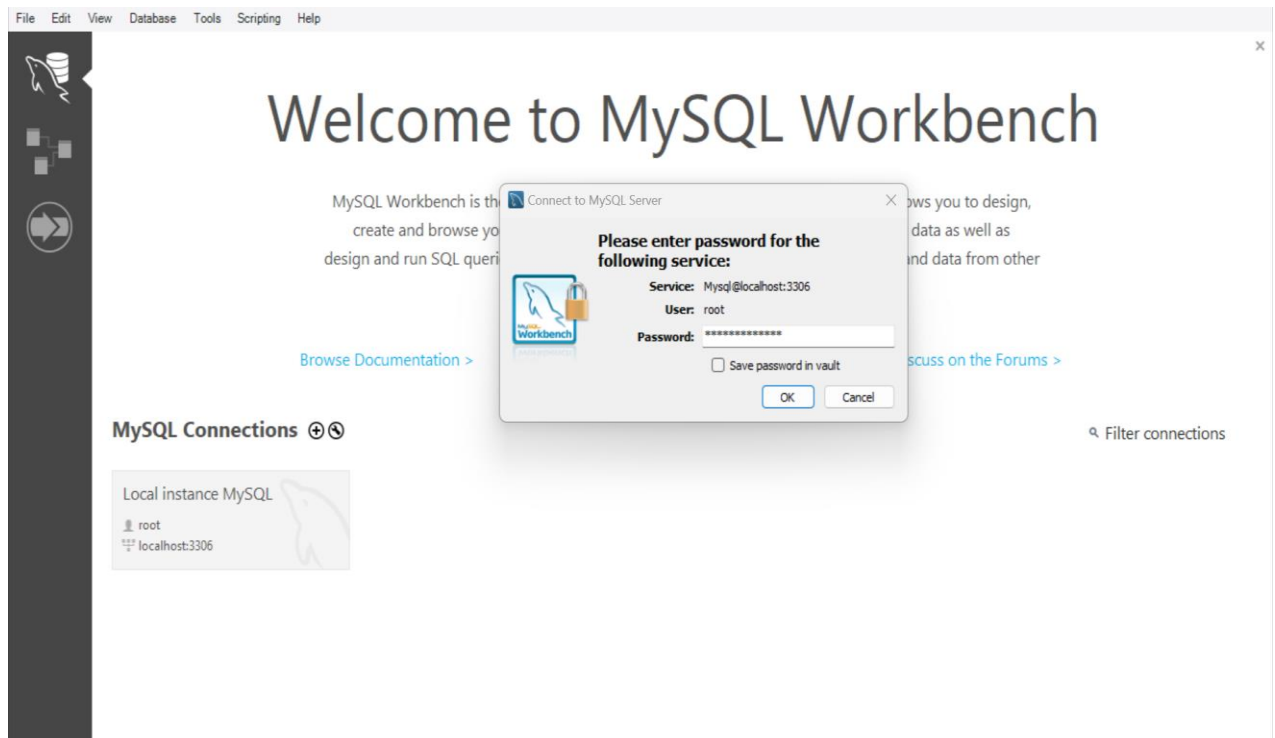 File Edit View Database Tools Scripting Help
Welcome to MySQL Workbench
MySQL Workbench is th
ows you to design,
create and browse yo
data as well as
design and run SQL queri
nd data from other
Browse Documentation >
scuss on the Forums >
Connect to MySQL Server
Please enter password for the
following service:
Service: Mysql@localhost:3306
User: root
Password: *************
Save password in vault
OK Cancel
MySQL
Workbench
MySQL Connections
Filter connections
Local instance MySQL
root
localhost:3306